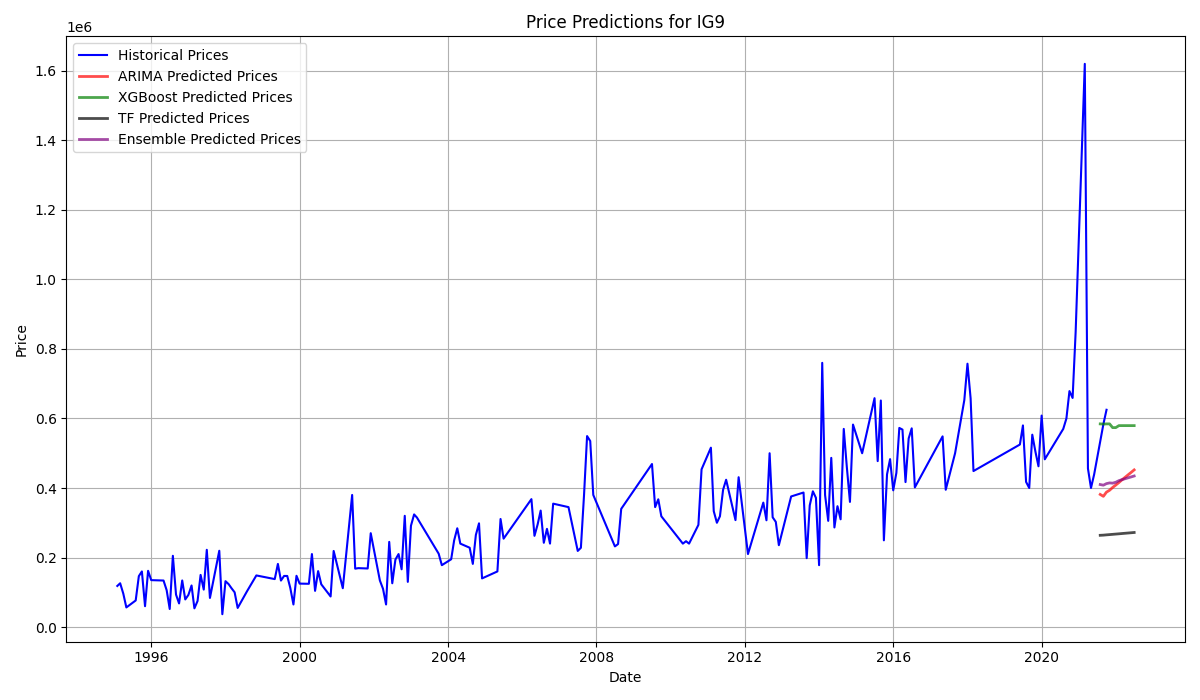 Price Predictions for IG9
1e6
Historical Prices
ARIMA Predicted Prices
XGBoost Predicted Prices
TF Predicted Prices
Ensemble Predicted Prices
1.6
1.4
1.2
1.0
0.8
0.6
0.4
0.2
0.0
Price
1996 2000 2004 2008 2012 2016 2020
Date